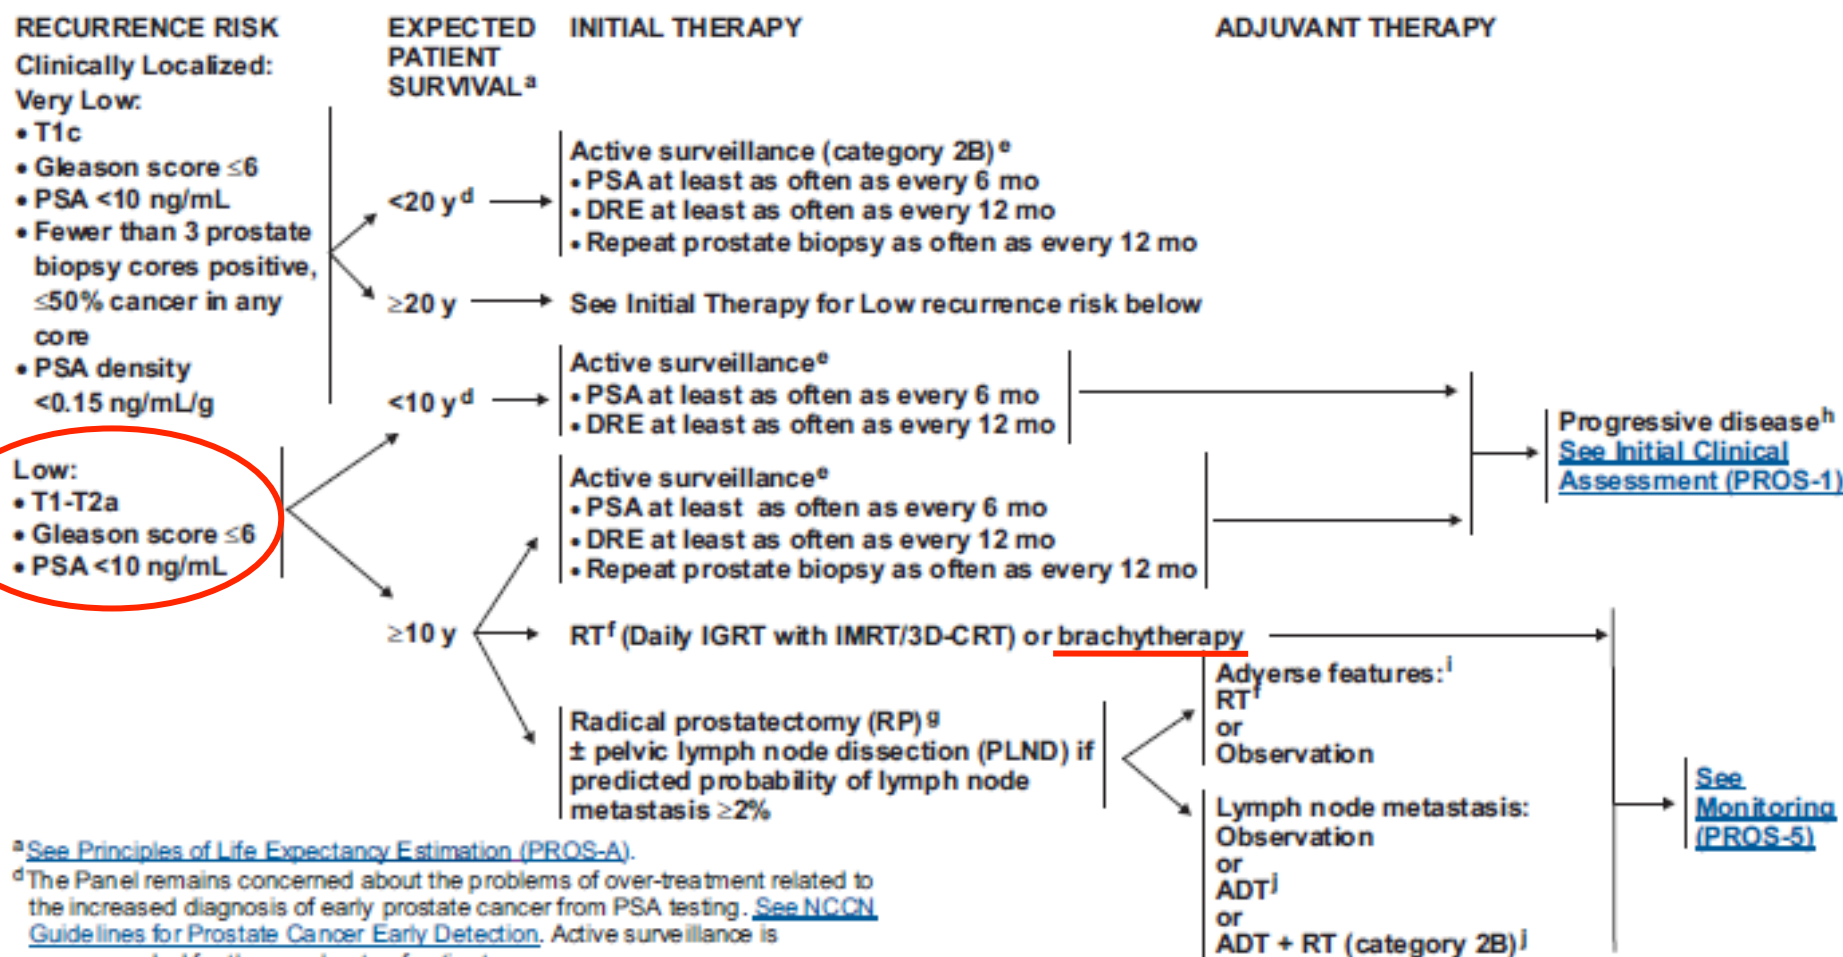 RECURRENCE RISK
Clinically Localized:
Very Low:
• T1c
• Gleason score ≤6
• PSA <10 ng/mL
• Fewer than 3 prostate
biopsy cores positive,
≤50% cancer in any
core
• PSA density
<0.15 ng/mL/g
Low:
• T1-T2a
• Gleason score ≤6
• PSA <10 ng/mL
EXPECTED
PATIENT
SURVIVAL a
<20 y d
≥20 y
<10 y d
≥10 y
INITIAL THERAPY
Active surveillance (category 2B) e
• PSA at least as often as every 6 mo
• DRE at least as often as every 12 mo
• Repeat prostate biopsy as often as every 12 mo
See Initial Therapy for Low recurrence risk below
Active surveillance e
• PSA at least as often as every 6 mo
• DRE at least as often as every 12 mo
Active surveillance e
• PSA at least as often as every 6 mo
• DRE at least as often as every 12 mo
• Repeat prostate biopsy as often as every 12 mo
RT f (Daily IGRT with IMRT/3D-CRT) or brachytherapy
Radical prostatectomy (RP) g
± pelvic lymph node dissection (PLND) if
predicted probability of lymph node
metastasis ≥2%
ADJUVANT THERAPY
Adverse features: i
RT f
or
Observation
Lymph node metastasis:
Observation
or
ADT j
or
ADT + RT (category 2B) j
Progressive disease h
See Initial Clinical
Assessment (PROS-1)
See
Monitoring
(PROS-5)
a See Principles of Life Expectancy Estimation (PROS-A).
d The Panel remains concerned about the problems of over-treatment related to
the increased diagnosis of early prostate cancer from PSA testing. See NCCN
Guidelines for Prostate Cancer Early Detection. Active surveillance is